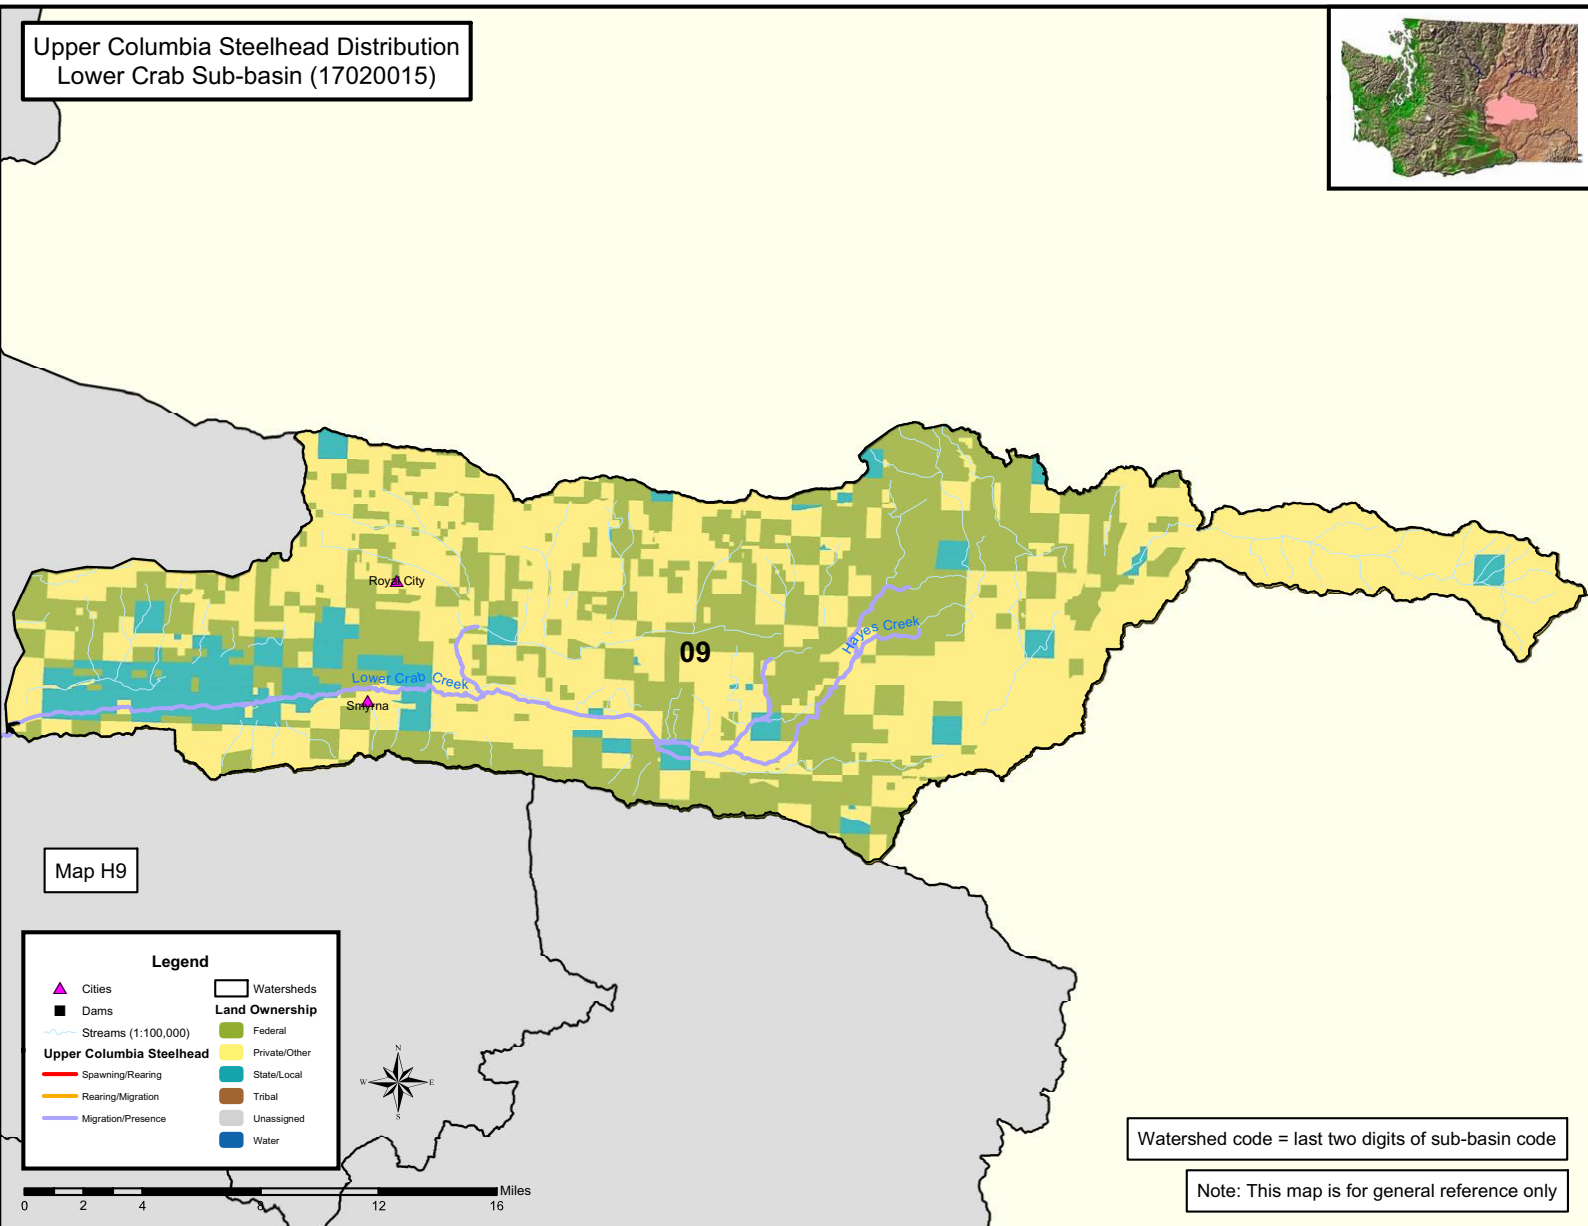 Upper Columbia Steelhead Distribution
Lower Crab Sub-basin (17020015)
Royal City
09
Hayes Creek
Lower Crab Creek
Smyrna
Map H9
Legend
Cities
Dams
Streams (1:100,000)
Upper Columbia Steelhead
Spawning/Rearing
Rearing/Migration
Migration/Presence
Watersheds
Land Ownership
Federal
Private/Other
State/Local
Tribal
Unassigned
Water
N
W
E
S
0 2 4 8 12 16 Miles
Watershed code = last two digits of sub-basin code
Note: This map is for general reference only